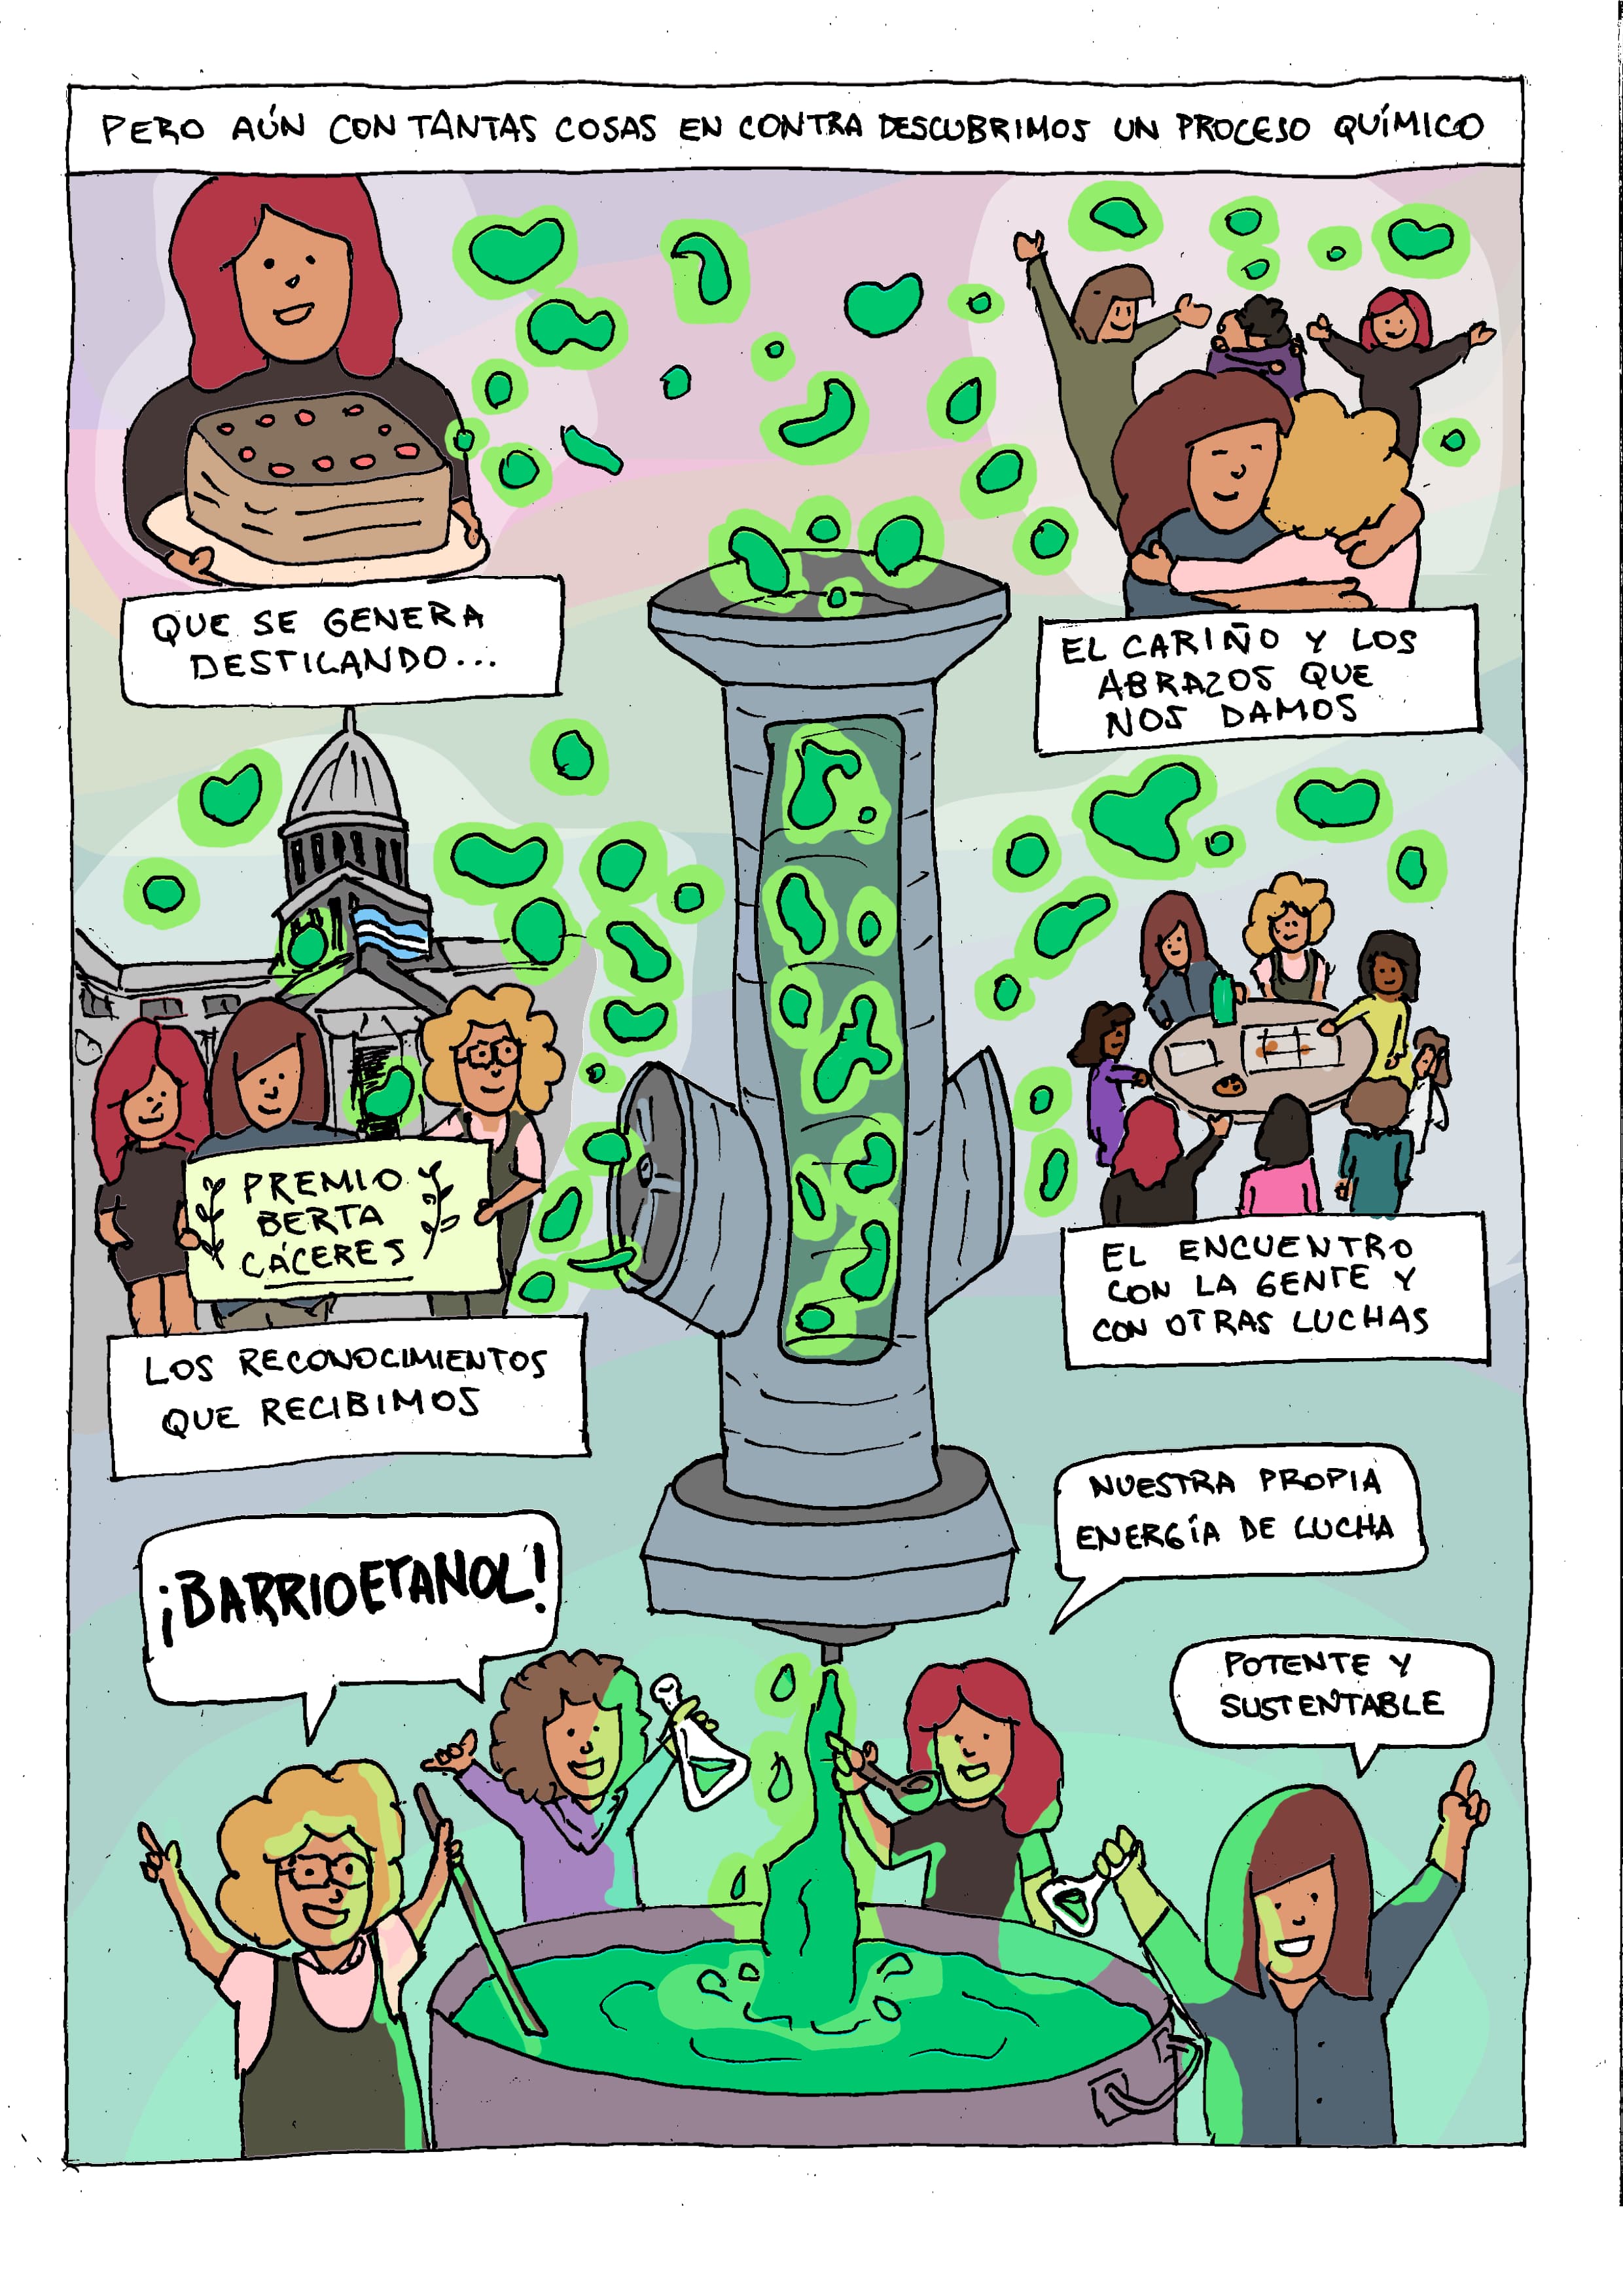 PERO AÚN CON TANTAS COSAS EN CONTRA DESCUBRIMOS UN PROCESO QUÍMICO
QUE SE GENERA
DESTILANDO...
EL CARIÑO Y LOS
ABRAZOS QUE
NOS DAMOS
PREMIO
BERTA
CÁCERES
LOS RECONOCIMIENTOS
QUE RECIBIMOS
EL ENCUENTRO
CON LA GENTE Y
CON OTRAS LUCHAS
¡BARRIOETANOL!
NUESTRA PROPIA
ENERGÍA DE LUCHA
POTENTE Y
SUSTENTABLE